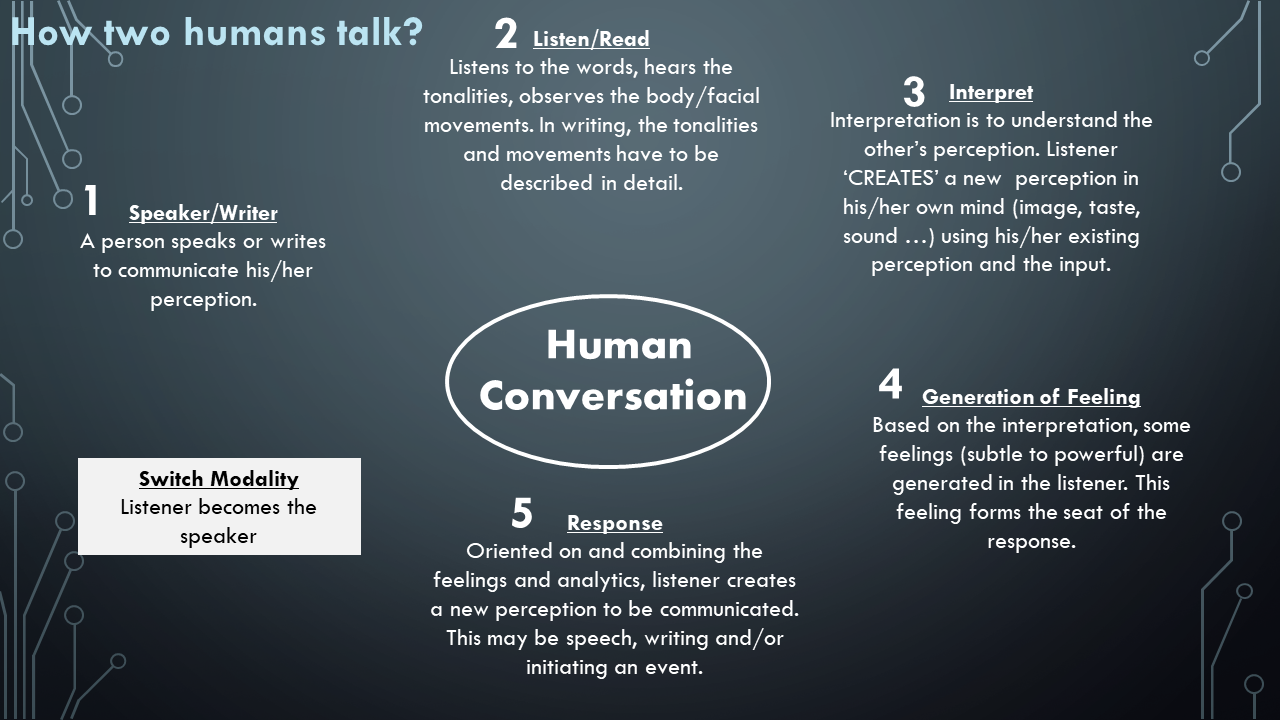 How two humans talk?
1
Speaker/Writer
A person speaks or writes
to communicate his/her
perception.
2
Listen/Read
Listens to the words, hears the
tonalities, observes the body/facial
movements. In writing, the tonalities
and movements have to be
described in detail.
3
Interpret
Interpretation is to understand the
other’s perception. Listener
‘CREATES’ a new  perception in
his/her own mind (image, taste,
sound …) using his/her existing
perception and the input.
4
Generation of Feeling
Based on the interpretation, some
feelings (subtle to powerful) are
generated in the listener. This
feeling forms the seat of the
response.
5
Response
Oriented on and combining the
feelings and analytics, listener creates
a new perception to be communicated.
This may be speech, writing and/or
initiating an event.
Switch Modality
Listener becomes the
speaker
Human
Conversation